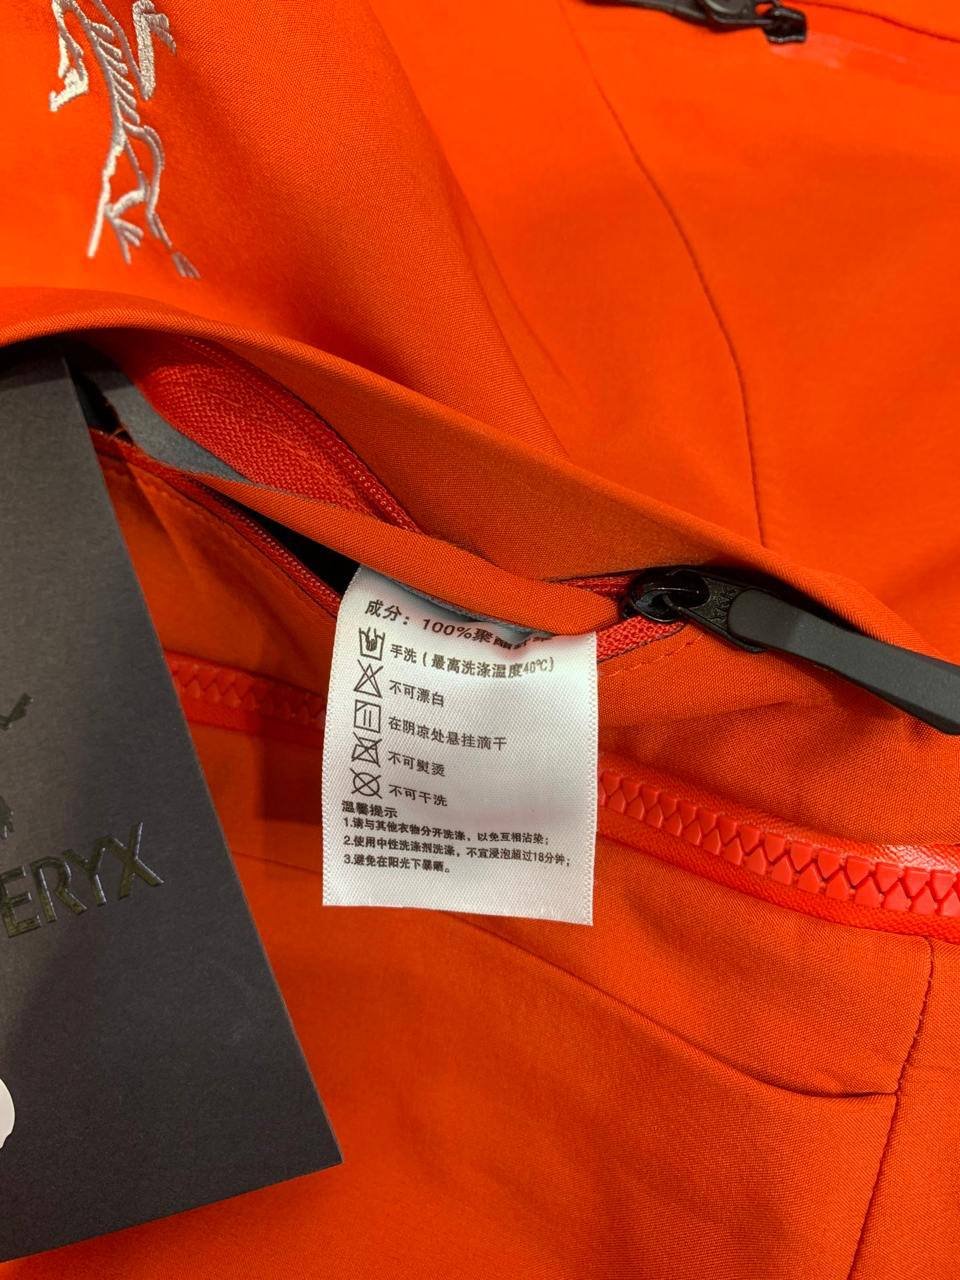 成分：100%聚酯纤维
手洗（最高洗涤温度40℃）
不可漂白
在阴凉处悬挂滴干
不可熨烫
不可干洗
温馨提示
1.请与其他衣物分开洗涤，以免互相沾染；
2.使用中性洗涤剂洗涤，不宜浸泡超过18分钟；
3.避免在阳光下暴晒。
ERYX